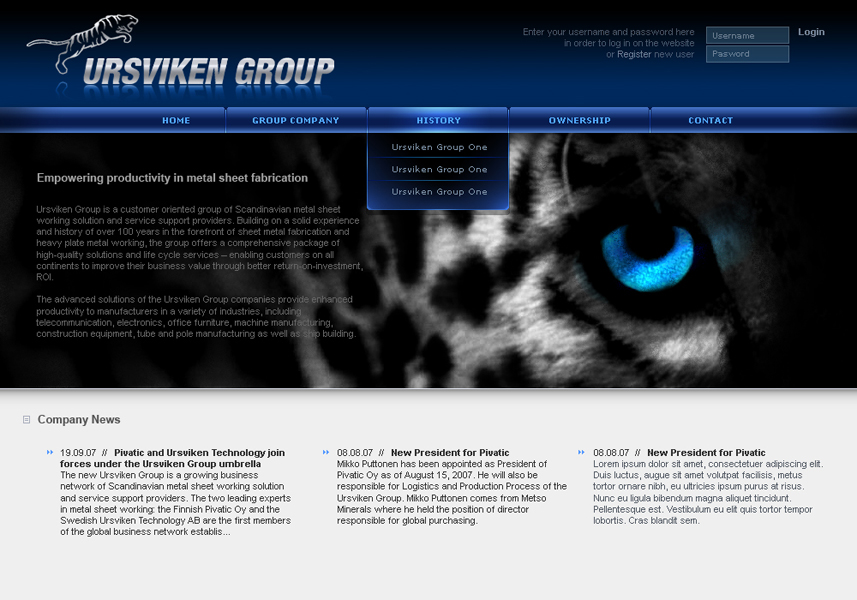 URSVIKEN GROUP
Enter your username and password here
in order to log in on the website
or Register new user
Username
Pasword
Login
HOME
GROUP COMPANY
HISTORY
OWNERSHIP
CONTACT
Ursviken Group One
Ursviken Group One
Ursviken Group One
Empowering productivity in metal sheet fabrication
Ursviken Group is a customer oriented group of Scandinavian metal sheet
working solution and service support providers. Building on a solid experience
and history of over 100 years in the forefront of sheet metal fabrication and
heavy plate metal working, the group offers a comprehensive package of
high-quality solutions and life cycle services – enabling customers on all
continents to improve their business value through better return-on-investment,
ROI.
The advanced solutions of the Ursviken Group companies provide enhanced
productivity to manufacturers in a variety of industries, including
telecommunication, electronics, office furniture, machine manufacturing,
construction equipment, tube and pole manufacturing as well as ship building.
Company News
19.09.07 // Pivatic and Ursviken Technology join
forces under the Ursviken Group umbrella
The new Ursviken Group is a growing business
network of Scandinavian metal sheet working solution
and service support providers. The two leading experts
in metal sheet working: the Finnish Pivatic Oy and the
Swedish Ursviken Technology AB are the first members
of the global business network establis...
08.08.07 // New President for Pivatic
Mikko Puttonen has been appointed as President of
Pivatic Oy as of August 15, 2007. He will also be
responsible for Logistics and Production Process of the
Ursviken Group. Mikko Puttonen comes from Metso
Minerals where he held the position of director
responsible for global purchasing.
08.08.07 // New President for Pivatic
Lorem ipsum dolor sit amet, consectetuer adipiscing elit.
Duis luctus, augue sit amet volutpat facilisis, metus
tortor ornare nibh, eu ultricies ipsum purus at risus.
Nunc eu ligula bibendum magna aliquet tincidunt.
Pellentesque est. Vestibulum eu elit quis tortor tempor
lobortis. Cras blandit sem.